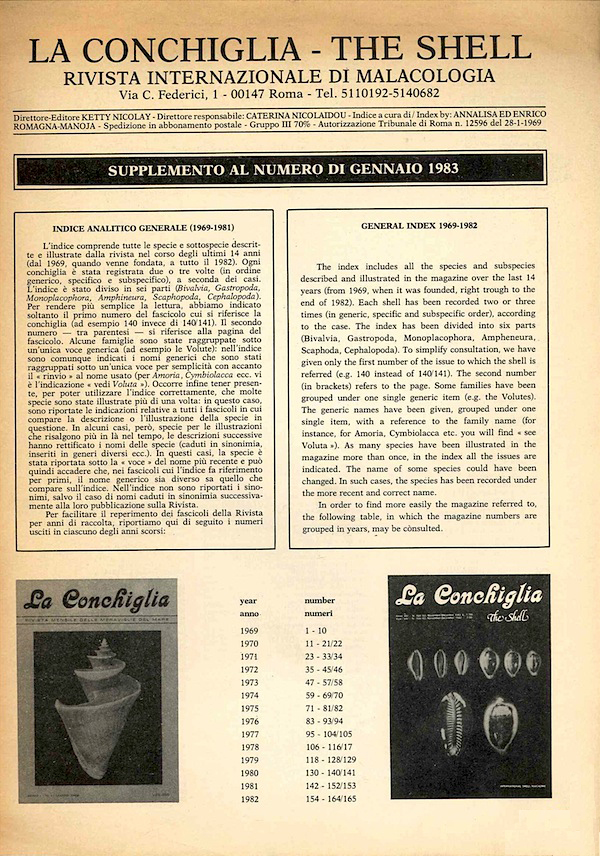 LA CONCHIGLIA - THE SHELL
RIVISTA INTERNAZIONALE DI MALACOLOGIA
Via C. Federici, 1 - 00147 Roma - Tel. 5110192-5140682
Direttore-Editore KETTY NICOLAY - Direttore responsabile: CATERINA NICOLAIDOU - Indice a cura di / Index by: ANNALISA ED ENRICO
ROMAGNA-MANOJA - Spedizione in abbonamento postale - Gruppo III 70% - Autorizzazione Tribunale di Roma n. 12596 del 28-1-1969
SUPPLEMENTO AL NUMERO DI GENNAIO 1983
INDICE ANALITICO GENERALE (1969-1981)
L'indice comprende tutte le specie e sottospecie descrit-
te e illustrate dalla rivista nel corso degli ultimi 14 anni
(dal 1969, quando venne fondata, a tutto il 1982). Ogni
conchiglia è stata registrata due o tre volte (in ordine
generico, specifico e subspecifico), a seconda dei casi.
L'indice è stato diviso in sei parti (Bivalvia, Gastropoda,
Monoplacophora, Amphineura, Scaphopoda, Cephalopoda).
Per rendere più semplice la lettura, abbiamo indicato
soltanto il primo numero del fascicolo cui si riferisce la
conchiglia (ad esempio 140 invece di 140/141). Il secondo
numero — tra parentesi — si riferisce alla pagina del
fascicolo. Alcune famiglie sono state raggruppate sotto
un'unica voce generica (ad esempio le Volute): nell'indice
sono comunque indicati i nomi generici che sono stati
raggruppati sotto un'unica voce per semplicità con accanto
il « rinvio » al nome usato (per Amoria, Cymbiolacca ecc. vi
è l'indicazione « vedi Voluta »). Occorre infine tener presen-
te, per poter utilizzare l'indice correttamente, che molte
specie sono state illustrate più di una volta: in questo caso,
sono riportate le indicazioni relative a tutti i fascicoli in cui
compare la descrizione o l'illustrazione della specie in
questione. In alcuni casi, però, specie per le illustrazioni
che risalgono più in là nel tempo, le descrizioni successive
hanno rettificato i nomi delle specie (caduti in sinonimia,
inseriti in generi diversi ecc.). In questi casi, la specie è
stata riportata sotto la « voce » del nome più recente e può
quindi accadere che, nei fascicoli cui l'indice fa riferimento
per primi, il nome generico sia diverso sa quello che
compare sull'indice. Nell'indice non sono riportati i sino-
nimi, salvo il caso di nomi caduti in sinonimia successiva-
mente alla loro pubblicazione sulla Rivista.
Per facilitare il reperimento dei fascicoli della Rivista
per anni di raccolta, riportiamo qui di seguito i numeri
usciti in ciascuno degli anni scorsi:
GENERAL INDEX 1969-1982
The index includes all the species and subspecies
described and illustrated in the magazine over the last 14
years (from 1969, when it was founded, right trough to the
end of 1982). Each shell has been recorded two or three
times (in generic, specific and subspecific order), according
to the case. The index has been divided into six parts
(Bivalvia, Gastropoda, Monoplacophora, Ampheneura,
Scaphoda, Cephalopoda). To simplify consultation, we have
given only the first number of the issue to which the shell is
referred (e.g. 140 instead of 140/141). The second number
(in brackets) refers to the page. Some families have been
grouped under one single generic item (e.g. the Volutes).
The generic names have been given, grouped under one
single item, with a reference to the family name (for
instance, for Amoria, Cymbiolacca etc. you will find « see
Voluta »). As many species have been illustrated in the
magazine more than once, in the index all the issues are
indicated. The name of some species could have been
changed. In such cases, the species has been recorded under
the more recent and correct name.
In order to find more easily the magazine referred to,
the following table, in which the magazine numbers are
grouped in years, may be consulted.
La Conchiglia
RIVISTA MENSILE DELLE MERAVIGLIE DEL MARE
year number
anno numeri
1969 1 - 10
1970 11 - 21/22
1971 23 - 33/34
1972 35 - 45/46
1973 47 - 57/58
1974 59 - 69/70
1975 71 - 81/82
1976 83 - 93/94
1977 95 - 104/105
1978 106 - 116/17
1979 118 - 128/129
1980 130 - 140/141
1981 142 - 152/153
1982 154 - 164/165
La Conchiglia
The Shell